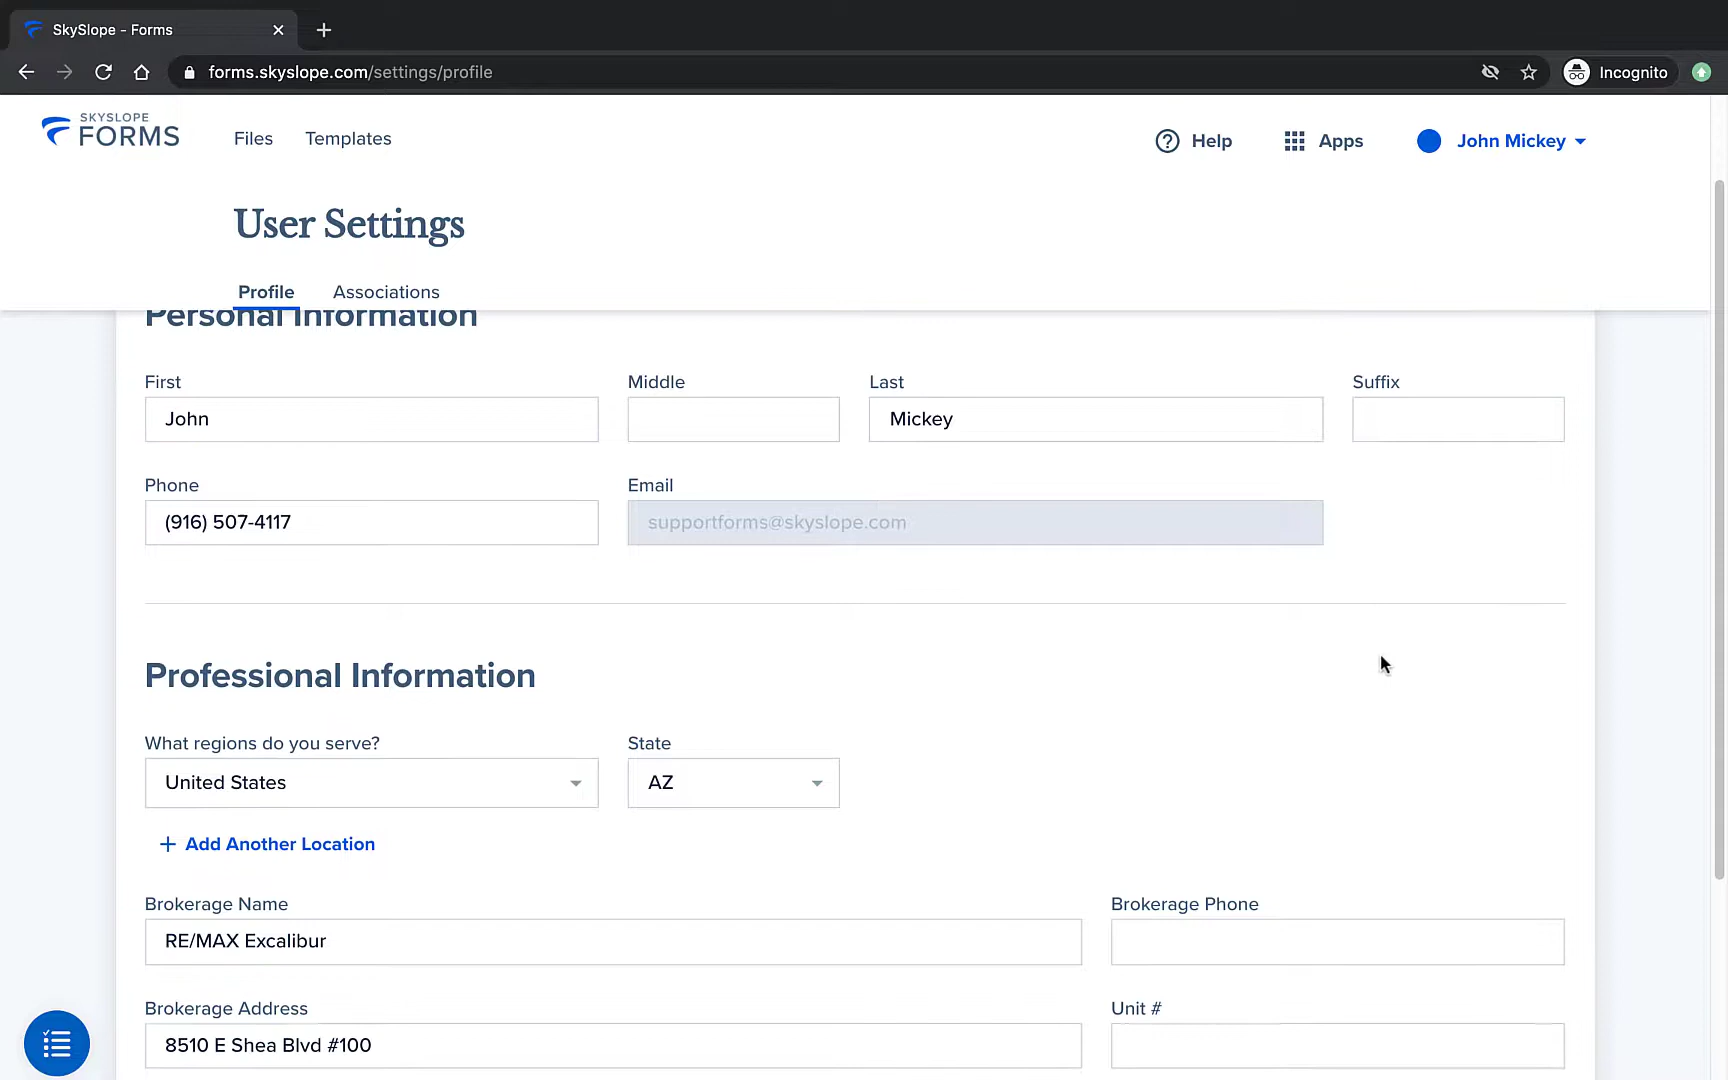 SkySlope - Forms
forms.skyslope.com/settings/profile
Incognito
SKYSLOPE
FORMS
Files
Templates
Help
Apps
John Mickey
User Settings
Profile
Associations
Personal Information
First
Middle
Last
Suffix
John
Mickey
Phone
Email
(916) 507-4117
supportforms@skyslope.com
Professional Information
What regions do you serve?
State
United States
AZ
+ Add Another Location
Brokerage Name
Brokerage Phone
RE/MAX Excalibur
Brokerage Address
Unit #
8510 E Shea Blvd #100